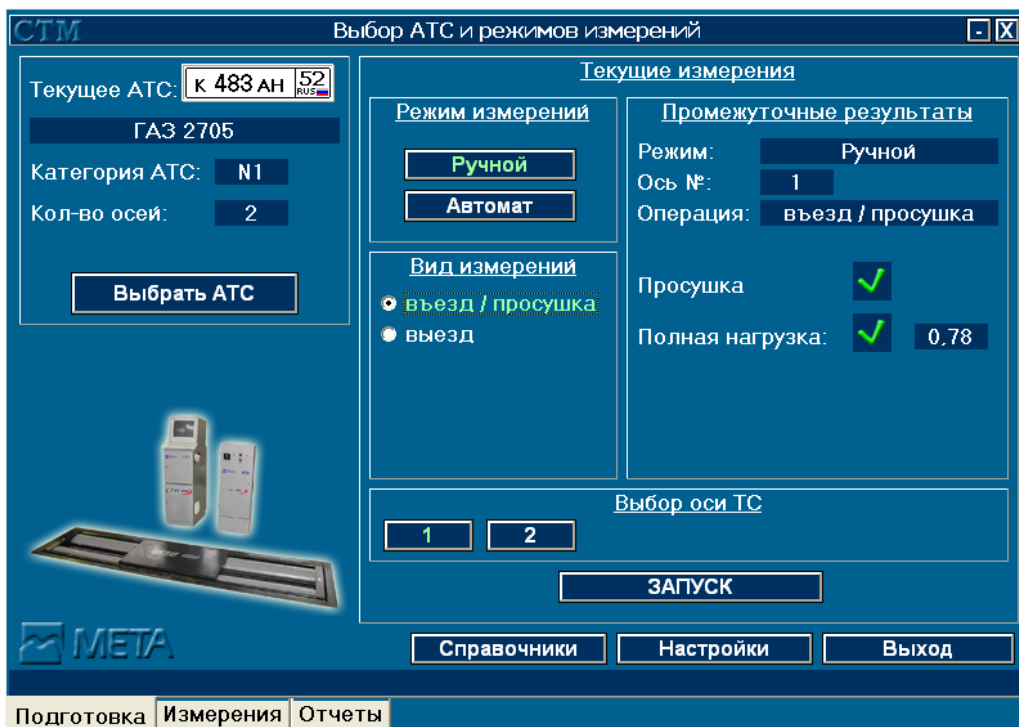 СТМ
Выбор АТС и режимов измерений
- X
Текущее АТС: К 483 АН 52 RUS
ГАЗ 2705
Категория АТС: N1
Кол-во осей: 2
Выбрать АТС
Текущие измерения
Режим измерений
Ручной
Автомат
Вид измерений
въезд / просушка
выезд
Промежуточные результаты
Режим: Ручной
Ось №: 1
Операция: въезд / просушка
Просушка
Полная нагрузка: 0,78
Выбор оси ТС
1 2
ЗАПУСК
МЕТА
Справочники Настройки Выход
Подготовка Измерения Отчеты